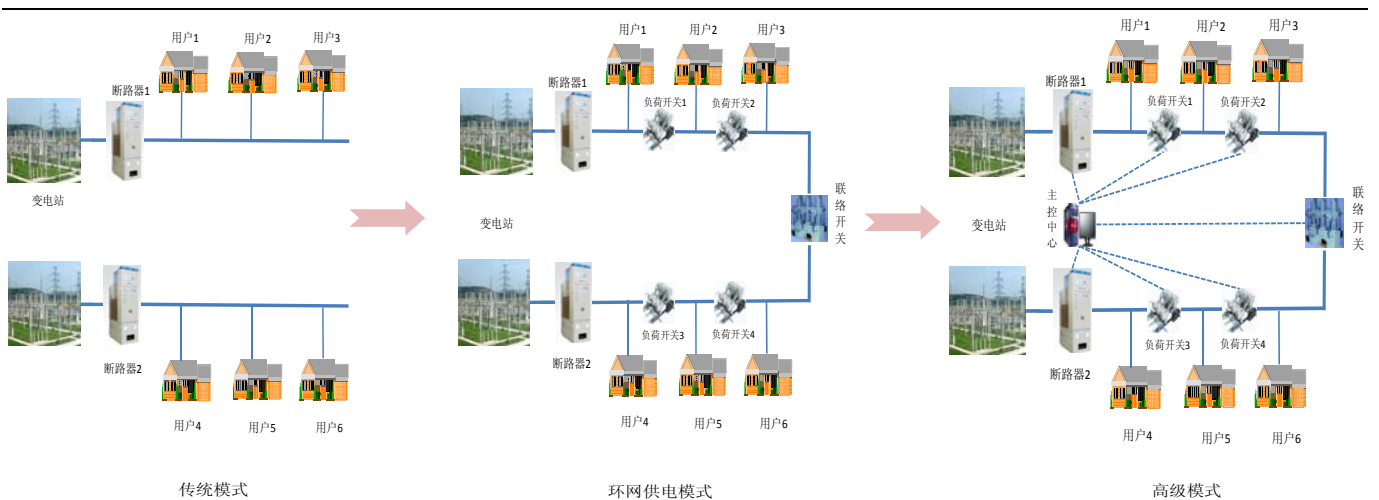 用户1
用户2
用户3
断路器1
变电站
断路器2
用户4
用户5
用户6
传统模式
用户1
用户2
用户3
断路器1
负荷开关1
负荷开关2
变电站
联络开关
负荷开关3
负荷开关4
断路器2
用户4
用户5
用户6
环网供电模式
用户1
用户2
用户3
断路器1
负荷开关1
负荷开关2
主控中心
变电站
联络开关
负荷开关3
负荷开关4
断路器2
用户4
用户5
用户6
高级模式